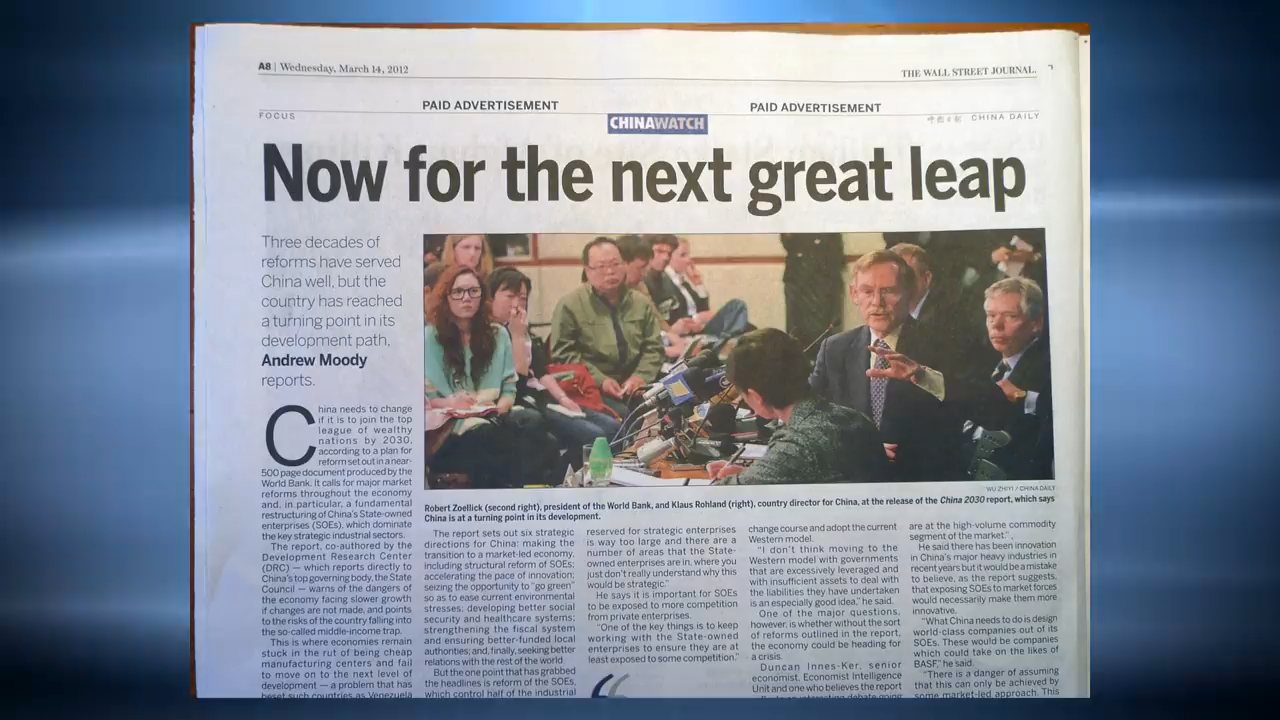 A8 | Wednesday, March 14, 2012
THE WALL STREET JOURNAL.
PAID ADVERTISEMENT
PAID ADVERTISEMENT
FOCUS
CHINAWATCH
中国日报 CHINA DAILY
Now for the next great leap
Three decades of
reforms have served
China well, but the
country has reached
a turning point in its
development path,
Andrew Moody
reports.
WU ZHIYI / CHINA DAILY
Robert Zoellick (second right), president of the World Bank, and Klaus Rohland (right), country director for China, at the release of the China 2030 report, which says
China is at a turning point in its development.
China needs to change
if it is to join the top
league of wealthy
nations by 2030,
according to a plan for
reform set out in a near-
500 page document produced by the
World Bank. It calls for major market
reforms throughout the economy
and, in particular, a fundamental
restructuring of China's State-owned
enterprises (SOEs), which dominate
the key strategic industrial sectors.
The report, co-authored by the
Development Research Center
(DRC) — which reports directly to
China's top governing body, the State
Council — warns of the dangers of
the economy facing slower growth
if changes are not made, and points
to the risks of the country falling into
the so-called middle-income trap.
This is where economies remain
stuck in the rut of being cheap
manufacturing centers and fail
to move on to the next level of
development — a problem that has
beset such countries as Venezuela
The report sets out six strategic
directions for China: making the
transition to a market-led economy,
including structural reform of SOEs;
accelerating the pace of innovation;
seizing the opportunity to "go green"
so as to ease current environmental
stresses; developing better social
security and healthcare systems;
strengthening the fiscal system
and ensuring better-funded local
authorities; and, finally, seeking better
relations with the rest of the world.
But the one point that has grabbed
the headlines is reform of the SOEs,
which control half of the industrial
reserved for strategic enterprises
is way too large and there are a
number of areas that the State-
owned enterprises are in, where you
just don't really understand why this
would be strategic."
He says it is important for SOEs
to be exposed to more competition
from private enterprises.
"One of the key things is to keep
working with the State-owned
enterprises to ensure they are at
least exposed to some competition."
change course and adopt the current
Western model.
"I don't think moving to the
Western model with governments
that are excessively leveraged and
with insufficient assets to deal with
the liabilities they have undertaken
is an especially good idea," he said.
One of the major questions,
however, is whether without the sort
of reforms outlined in the report,
the economy could be heading for
a crisis.
Duncan Innes-Ker, senior
economist, Economist Intelligence
Unit and one who believes the report
are at the high-volume commodity
segment of the market."
He said there has been innovation
in China's major heavy industries in
recent years but it would be a mistake
to believe, as the report suggests,
that exposing SOEs to market forces
would necessarily make them more
innovative.
"What China needs to do is design
world-class companies out of its
SOEs. These would be companies
which could take on the likes of
BASF," he said.
"There is a danger of assuming
that this can only be achieved by
some market-led approach. This